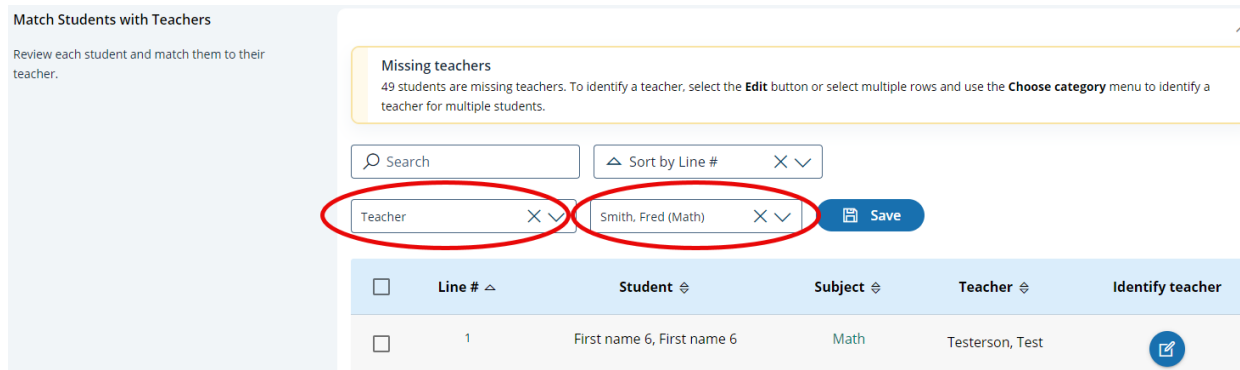 Match Students with Teachers
Review each student and match them to their
teacher.
Missing teachers
49 students are missing teachers. To identify a teacher, select the Edit button or select multiple rows and use the Choose category menu to identify a
teacher for multiple students.
Search
Sort by Line #
Teacher
Smith, Fred (Math)
Save
Line # Student Subject Teacher Identify teacher
1 First name 6, First name 6 Math Testerson, Test